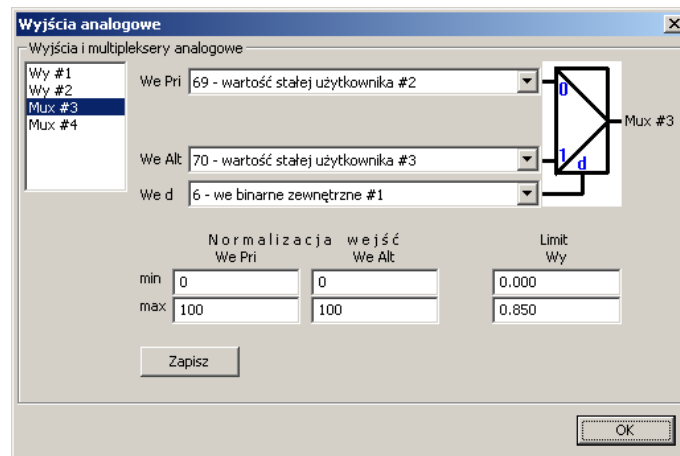 Wyjścia analogowe
Wyjścia i multipleksery analogowe
Wy #1
Wy #2
Mux #3
Mux #4
We Pri 69 - wartość stałej użytkownika #2
0
Mux #3
We Alt 70 - wartość stałej użytkownika #3
1
d
We d 6 - we binarne zewnętrzne #1
Normalizacja wejść Limit
We Pri We Alt Wy
min 0 0 0.000
max 100 100 0.850
Zapisz
OK